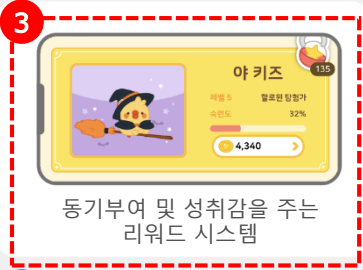 3
135
야 키즈
레벨 5 할로윈 탐험가
숙련도 32%
4,340
동기부여 및 성취감을 주는
리워드 시스템